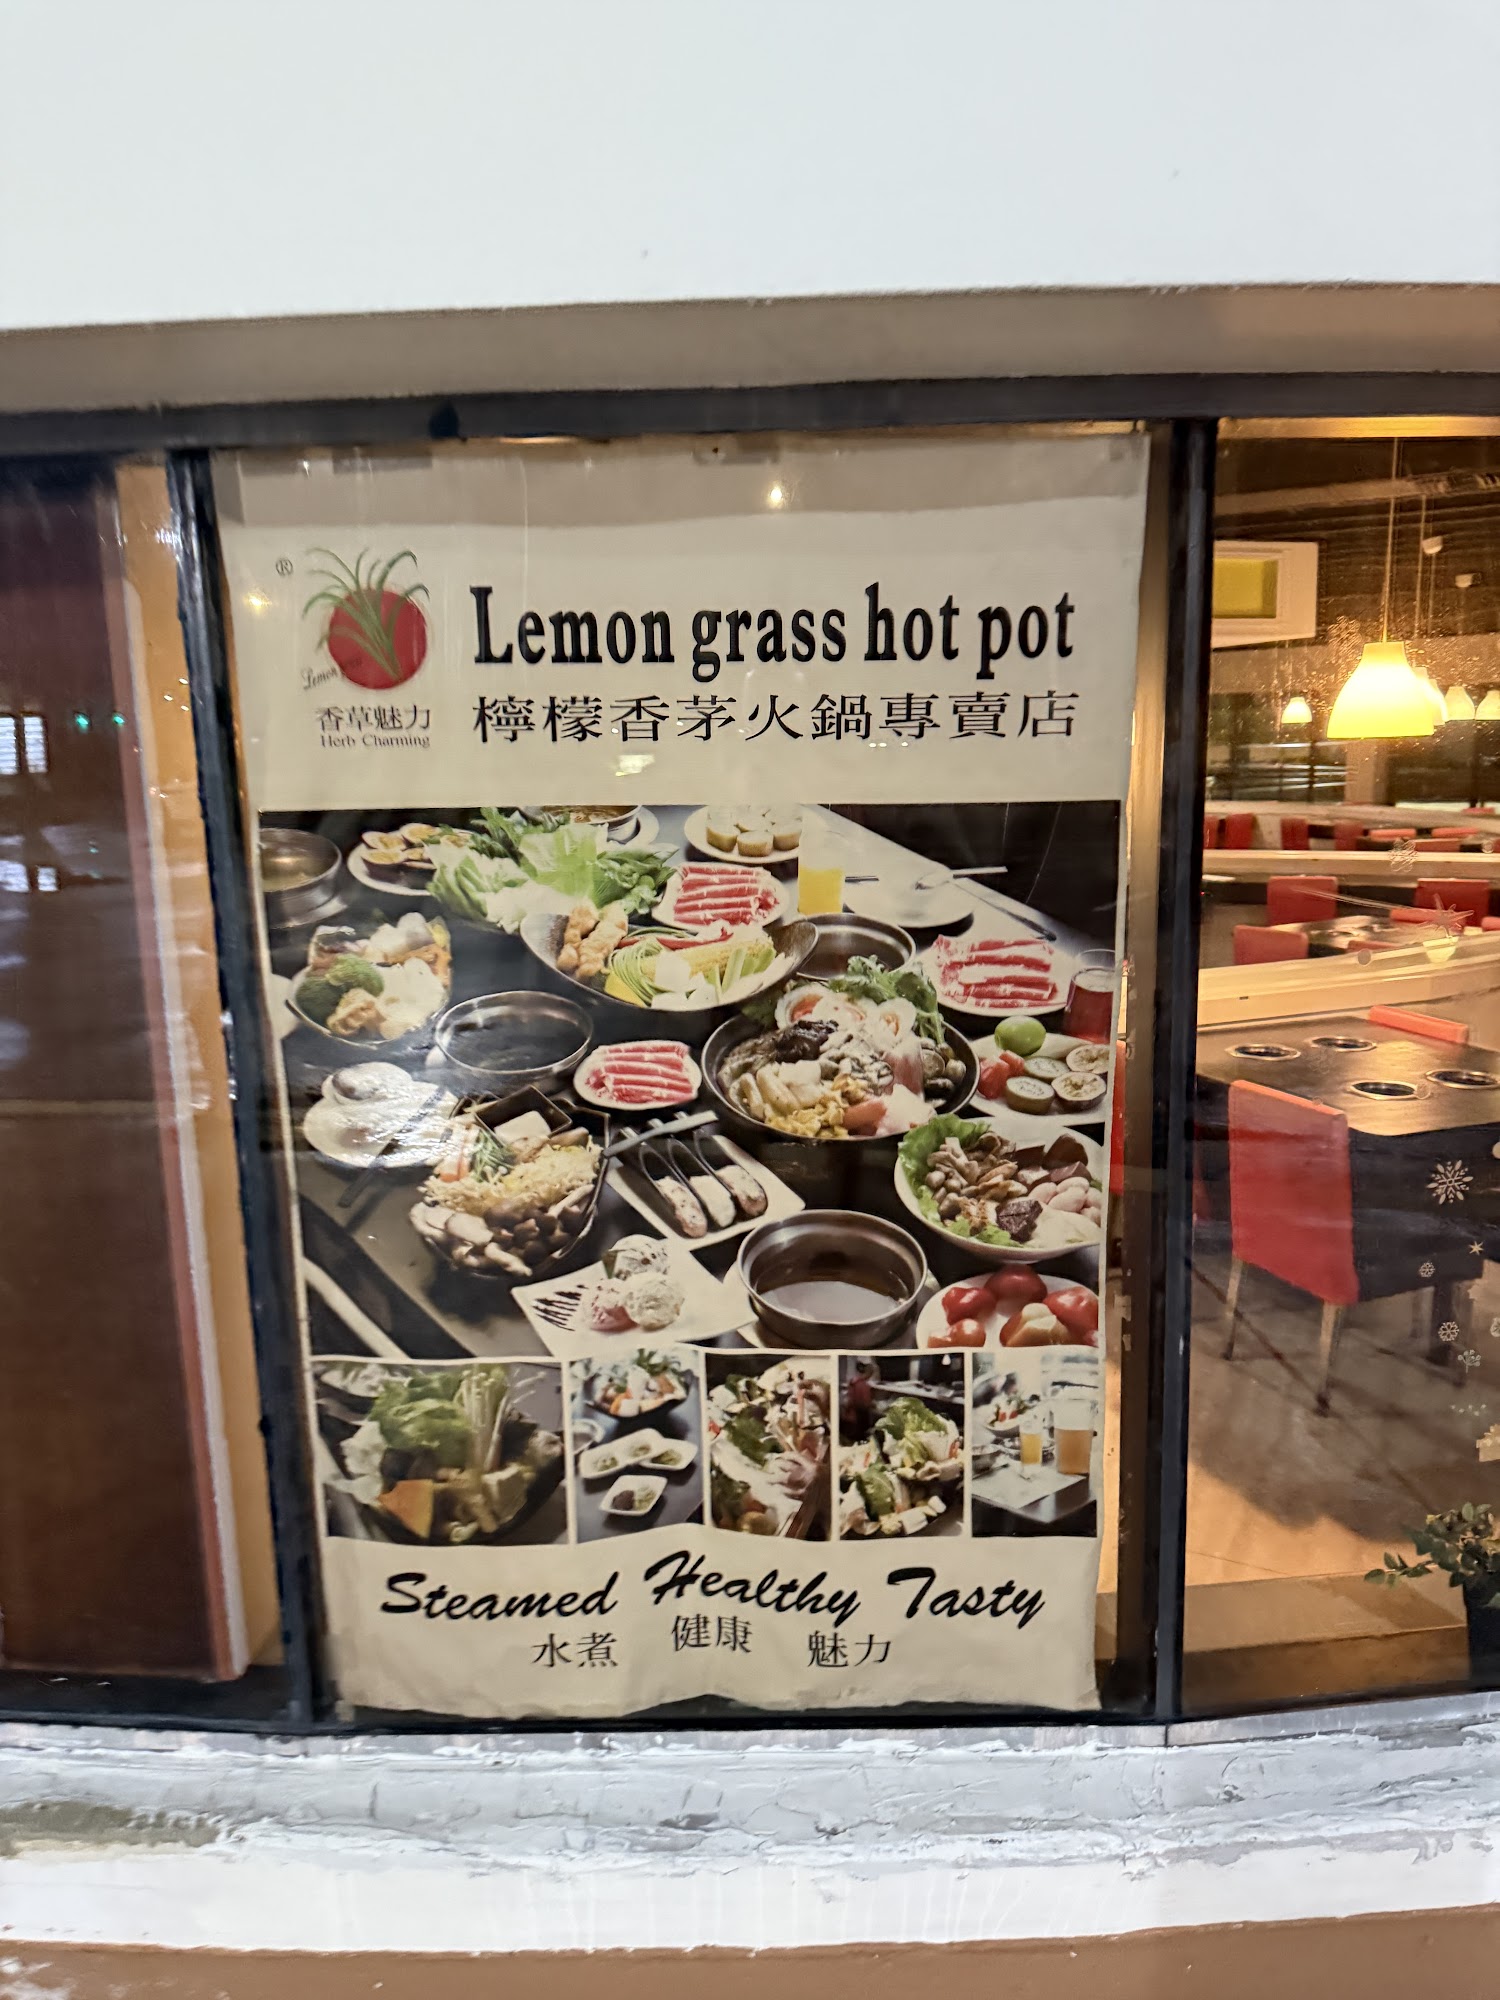 ®
Lemon
香草魅力
Herb Charming
Lemon grass hot pot
檸檬香茅火鍋專賣店
Steamed Healthy Tasty
水煮 健康 魅力